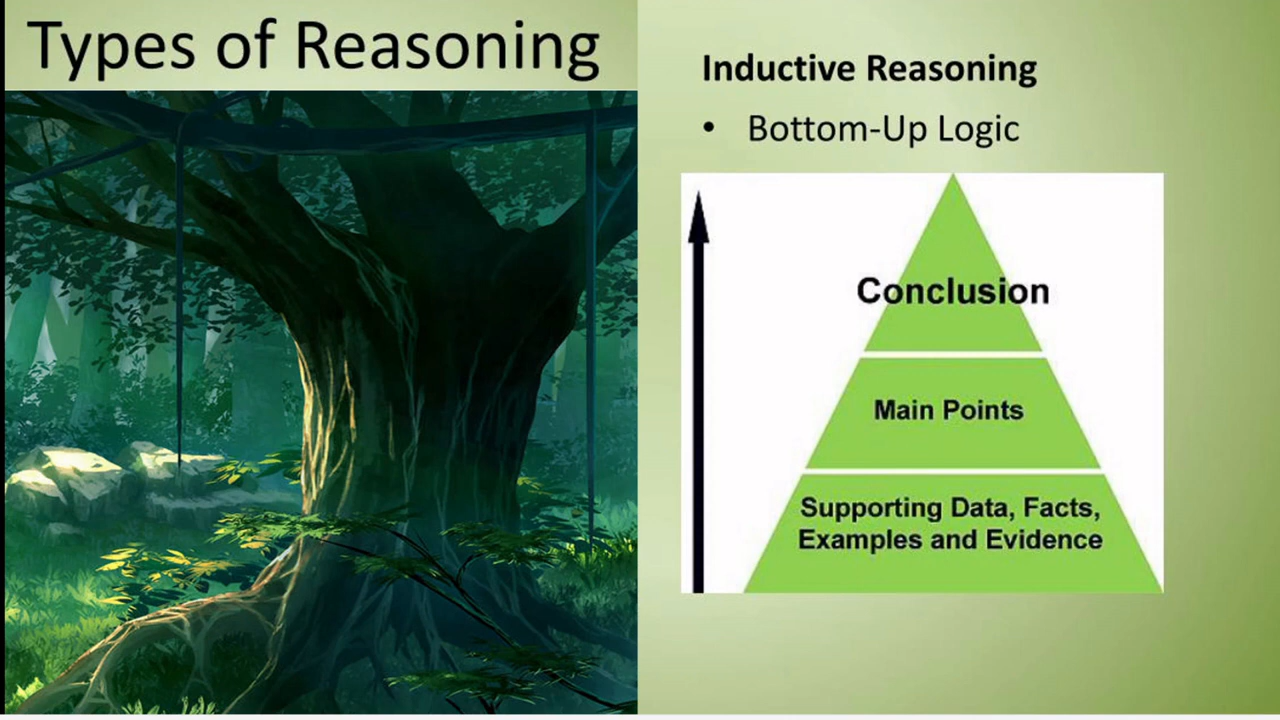 Types of Reasoning
Inductive Reasoning
• Bottom-Up Logic
Conclusion
Main Points
Supporting Data, Facts,
Examples and Evidence